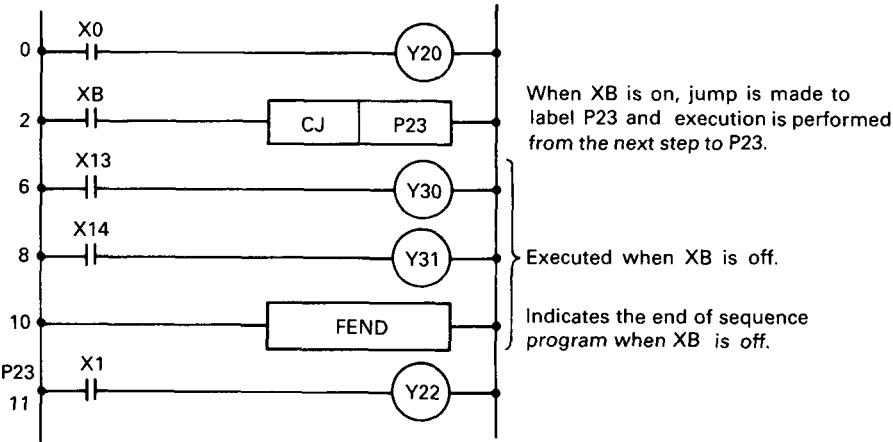 X0
0
Y20
XB
2
CJ P23
When XB is on, jump is made to
label P23 and execution is performed
from the next step to P23.
X13
6
Y30
X14
8
Y31
Executed when XB is off.
10
FEND
Indicates the end of sequence
program when XB is off.
P23
X1
11
Y22